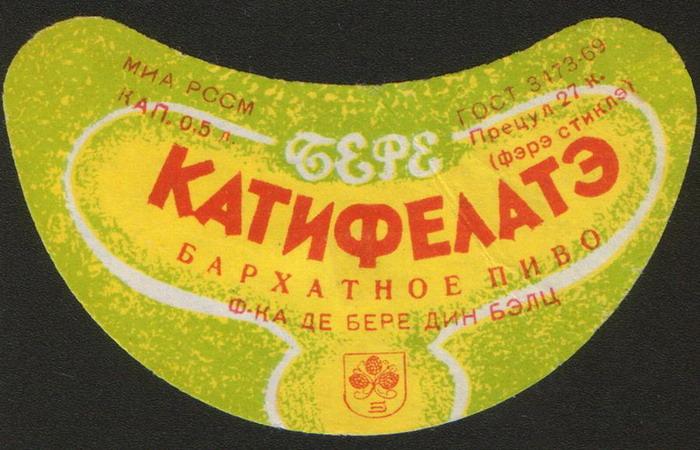 МИА РССМ
КАП. 0,5 л.
ГОСТ 3473-69
Прецул 27 к.
(фэрэ стиклэ)
БЕРЕ
КАТИФЕЛАТЭ
БАРХАТНОЕ ПИВО
Ф-КА ДЕ БЕРЕ ДИН БЭЛЦ